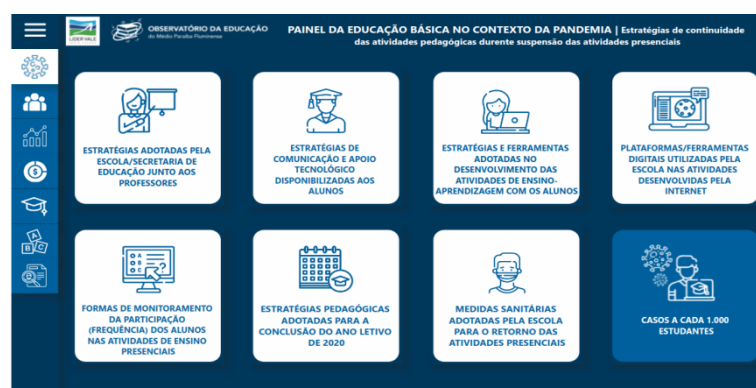 LIDER VALE
OBSERVATÓRIO DA EDUCAÇÃO
do Médio Paraíba Fluminense
PAINEL DA EDUCAÇÃO BÁSICA NO CONTEXTO DA PANDEMIA | Estratégias de continuidade
das atividades pedagógicas durente suspensão das atividades presenciais
ESTRATÉGIAS ADOTADAS PELA
ESCOLA/SECRETARIA DE
EDUCAÇÃO JUNTO AOS
PROFESSORES
ESTRATÉGIAS DE
COMUNICAÇÃO E APOIO
TECNOLÓGICO
DISPONIBILIZADAS AOS
ALUNOS
ESTRATÉGIAS E FERRAMENTAS
ADOTADAS NO
DESENVOLVIMENTO DAS
ATIVIDADES DE ENSINO-
APRENDIZAGEM COM OS ALUNOS
PLATAFORMAS/FERRAMENTAS
DIGITAIS UTILIZADAS PELA
ESCOLA NAS ATIVIDADES
DESENVOLVIDAS PELA
INTERNET
FORMAS DE MONITORAMENTO
DA PARTICIPAÇÃO
(FREQUÊNCIA) DOS ALUNOS
NAS ATIVIDADES DE ENSINO
PRESENCIAIS
ESTRATÉGIAS PEDAGÓGICAS
ADOTADAS PARA A
CONCLUSÃO DO ANO LETIVO
DE 2020
MEDIDAS SANITÁRIAS
ADOTADAS PELA ESCOLA
PARA O RETORNO DAS
ATIVIDADES PRESENCIAIS
CASOS A CADA 1.000
ESTUDANTES
A
B C